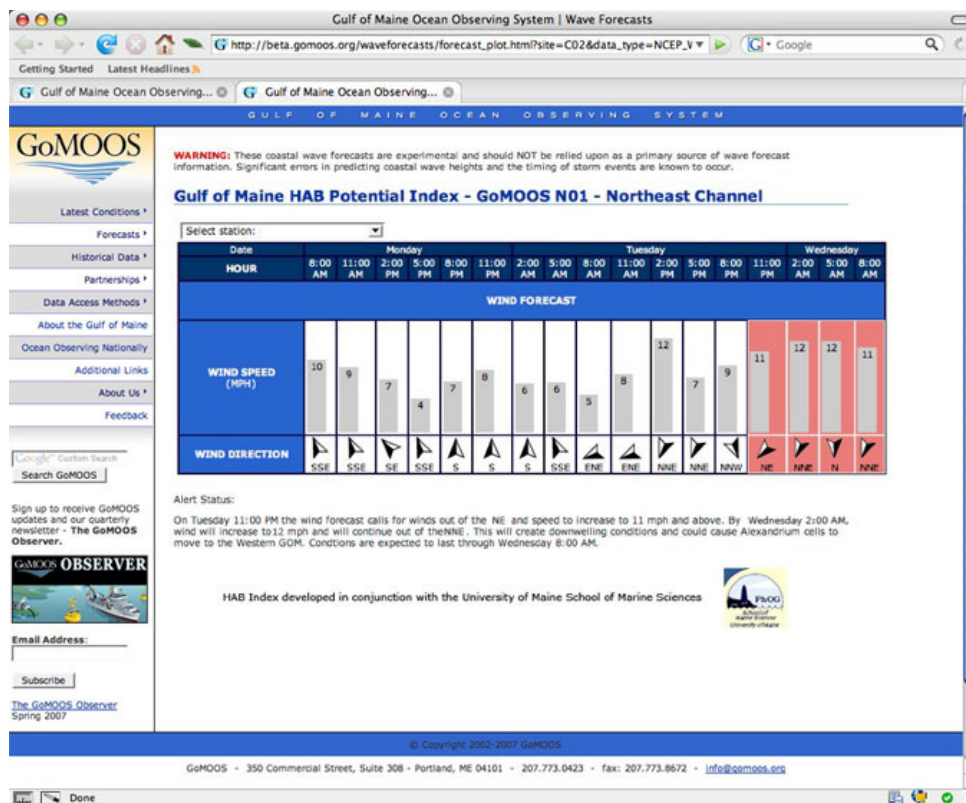 Gulf of Maine Ocean Observing System | Wave Forecasts
http://beta.gomoos.org/waveforecasts/forecast_plot.html?site=C02&data_type=NCEP_
Google
Getting Started Latest Headlines
Gulf of Maine Ocean Observing... Gulf of Maine Ocean Observing...
GULF OF MAINE OCEAN OBSERVING SYSTEM
GoMOOS
Latest Conditions
Forecasts
Historical Data
Partnerships
Data Access Methods
About the Gulf of Maine
Ocean Observing Nationally
Additional Links
About Us
Feedback
Google Custom Search
Search GoMOOS
Sign up to receive GoMOOS
updates and our quarterly
newsletter - The GoMOOS
Observer.
GoMOOS OBSERVER
Email Address:
Subscribe
The GoMOOS Observer
Spring 2007
WARNING: These coastal wave forecasts are experimental and should NOT be relied upon as a primary source of wave forecast
information. Significant errors in predicting coastal wave heights and the timing of storm events are known to occur.
Gulf of Maine HAB Potential Index - GoMOOS N01 - Northeast Channel
Select station:
Date Monday Tuesday Wednesday
HOUR 8:00 AM 11:00 AM 2:00 PM 5:00 PM 8:00 PM 11:00 PM 2:00 AM 5:00 AM 8:00 AM 11:00 AM 2:00 PM 5:00 PM 8:00 PM 11:00 PM 2:00 AM 5:00 AM 8:00 AM
WIND FORECAST
WIND SPEED
(MPH)
10 9 7 4 7 8 6 6 5 8 12 7 9 11 12 12 11
WIND DIRECTION
SSE SSE SE SSE S S S SSE ENE ENE NNE NNE NNW NE NNE N NNE
Alert Status:
On Tuesday 11:00 PM the wind forecast calls for winds out of the NE and speed to increase to 11 mph and above. By Wednesday 2:00 AM,
wind will increase to12 mph and will continue out of theNNE. This will create downwelling conditions and could cause Alexandrium cells to
move to the Western GOM. Condtions are expected to last through Wednesday 8:00 AM.
HAB Index developed in conjunction with the University of Maine School of Marine Sciences
PhOG
School of
Marine Sciences
University of Maine
© Copyright 2002-2007 GoMOOS
GoMOOS - 350 Commercial Street, Suite 308 - Portland, ME 04101 - 207.773.0423 - fax: 207.773.8672 - info@gomoos.org
Done